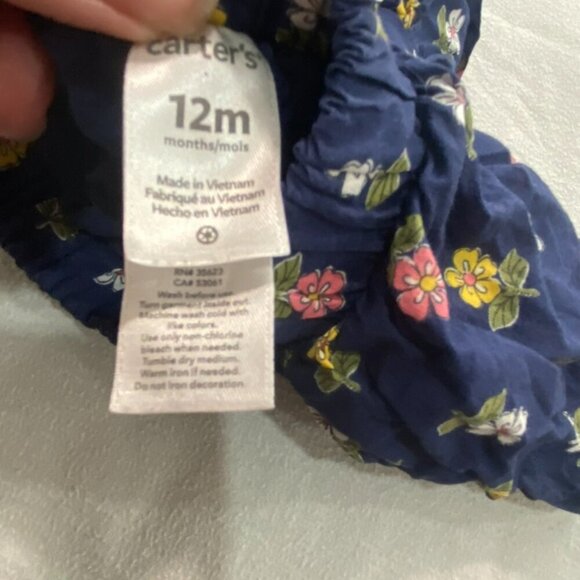 carter's
12m
months/mois
Made in Vietnam
Fabriqué au Vietnam
Hecho en Vietnam
RN# 35623
CA# 53061
Wash before use.
Turn garment inside out.
Machine wash cold with
like colors.
Use only non-chlorine
bleach when needed.
Tumble dry medium.
Warm iron if needed.
Do not iron decoration.